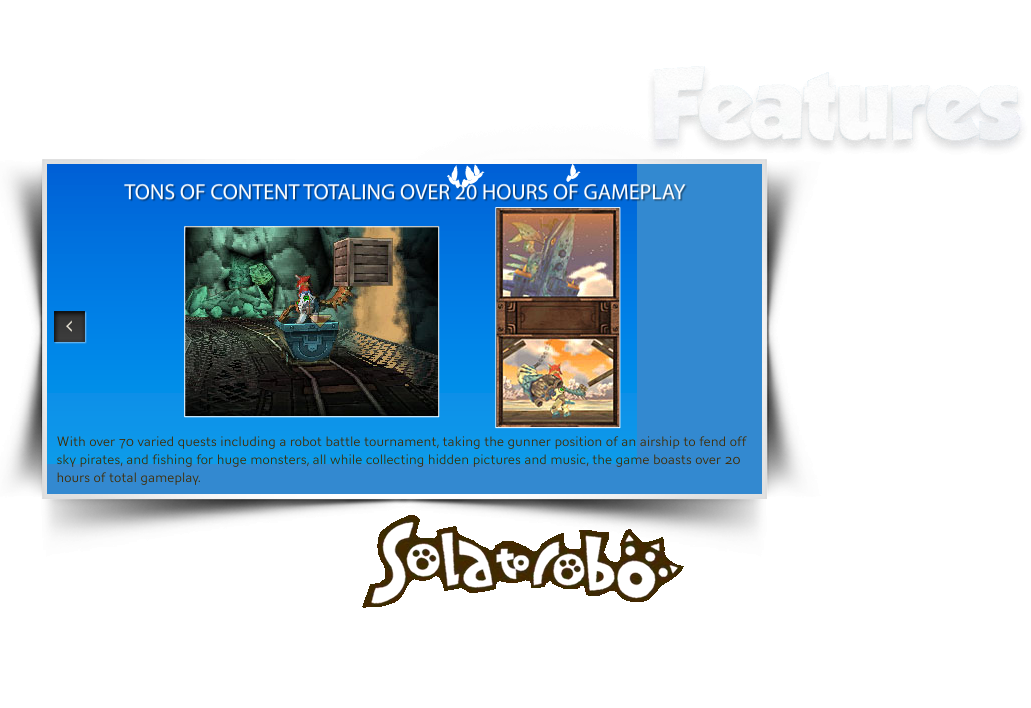 Features
TONS OF CONTENT TOTALING OVER 20 HOURS OF GAMEPLAY
With over 70 varied quests including a robot battle tournament, taking the gunner position of an airship to fend off
sky pirates, and fishing for huge monsters, all while collecting hidden pictures and music, the game boasts over 20
hours of total gameplay.
Solatorobo